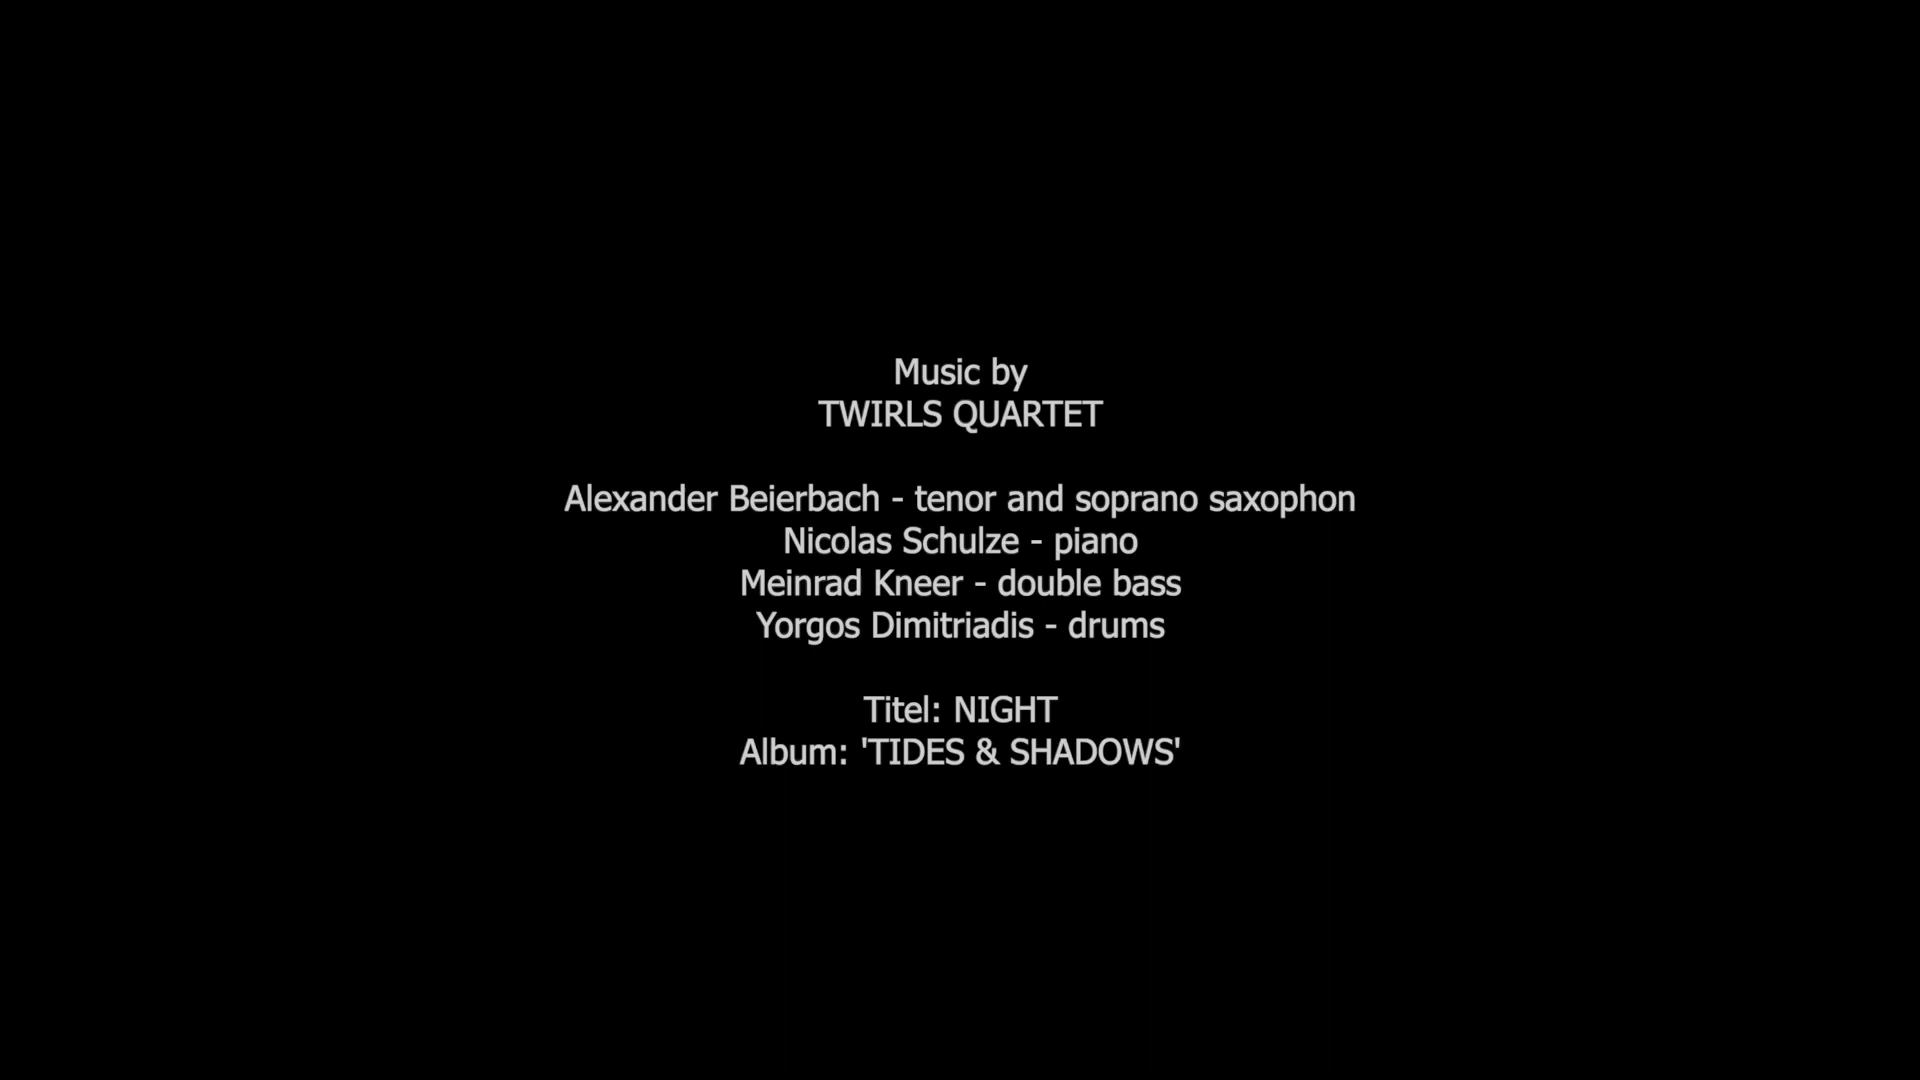 Music by
TWIRLS QUARTET
Alexander Beierbach - tenor and soprano saxophon
Nicolas Schulze - piano
Meinrad Kneer - double bass
Yorgos Dimitriadis - drums
Titel: NIGHT
Album: 'TIDES & SHADOWS'